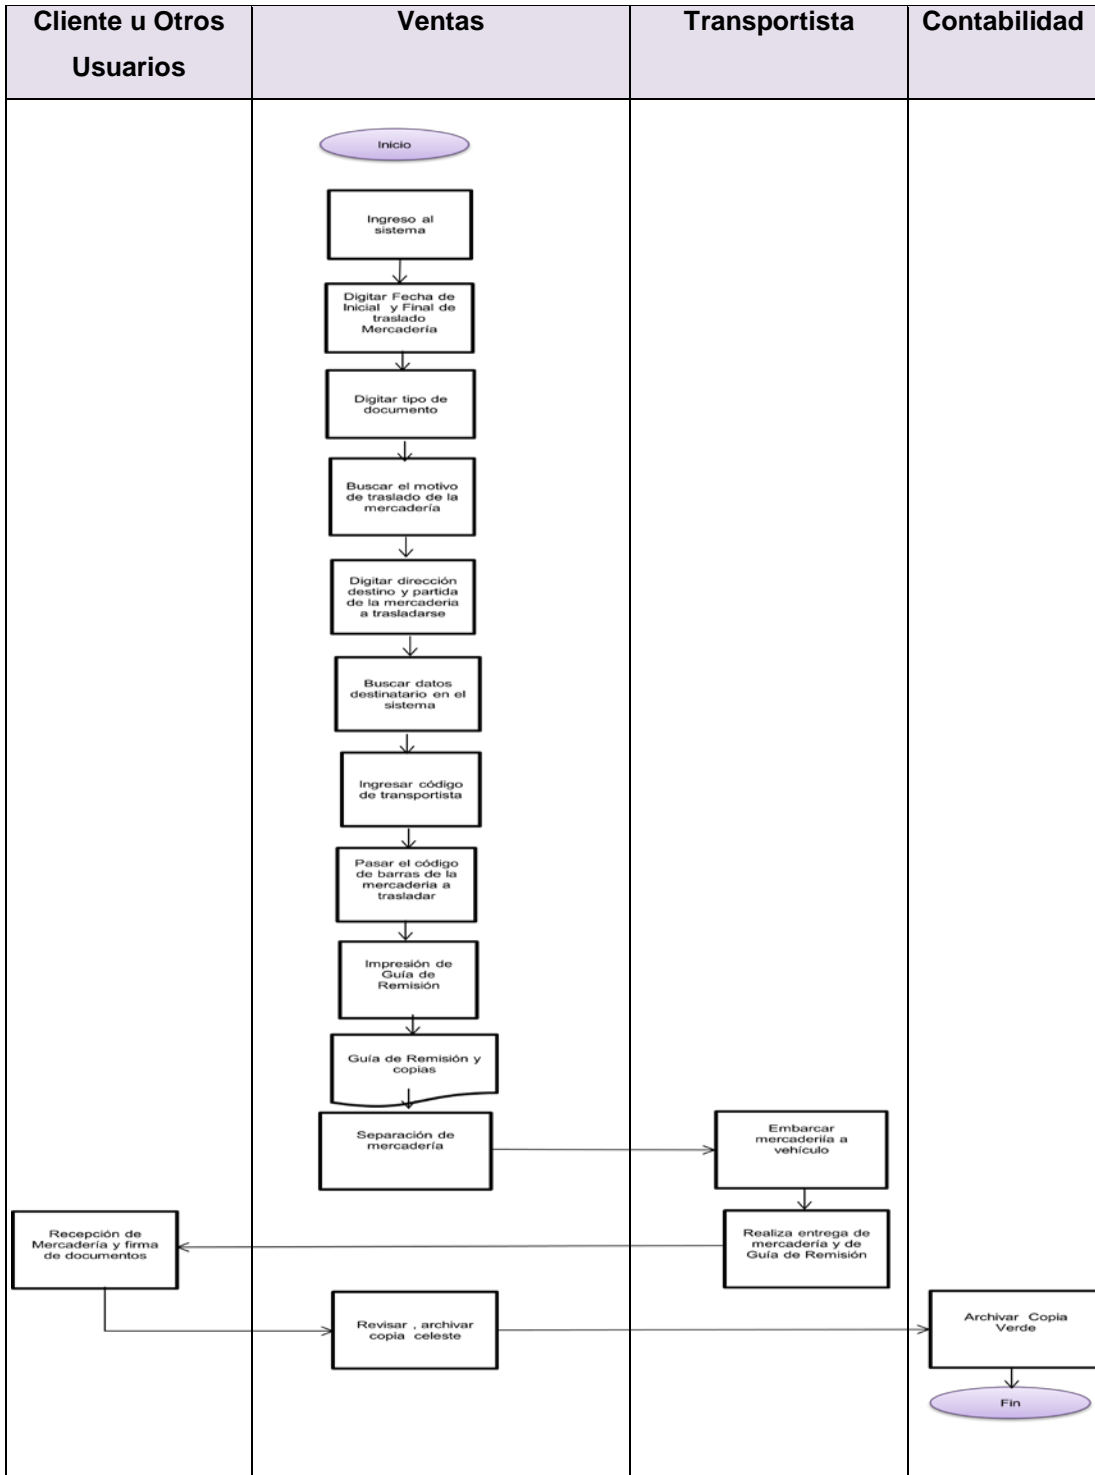 Cliente u Otros
Usuarios
Ventas
Transportista
Contabilidad
Inicio
Ingreso al
sistema
Digitar Fecha de
Inicial y Final de
traslado
Mercadería
Digitar tipo de
documento
Buscar el motivo
de traslado de la
mercadería
Digitar dirección
destino y partida
de la mercaderia
a trasladarse
Buscar datos
destinatario en el
sistema
Ingresar código
de transportista
Pasar el código
de barras de la
mercaderia a
trasladar
Impresión de
Guía de
Remisión
Guía de Remisión y
copias
Separación de
mercadería
Embarcar
mercaderiía a
vehículo
Realiza entrega de
mercadería y de
Guía de Remisión
Recepción de
Mercadería y firma
de documentos
Revisar , archivar
copia celeste
Archivar Copia
Verde
Fin